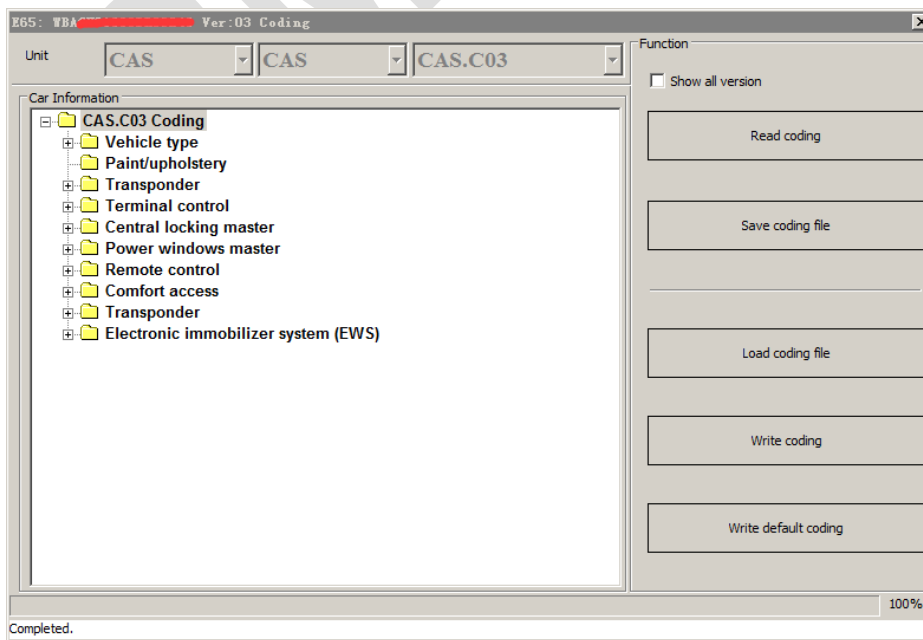 E65: WBA Ver:03 Coding
Unit
CAS
CAS
CAS.C03
Function
Show all version
Car Information
CAS.C03 Coding
Vehicle type
Paint/upholstery
Transponder
Terminal control
Central locking master
Power windows master
Remote control
Comfort access
Transponder
Electronic immobilizer system (EWS)
Read coding
Save coding file
Load coding file
Write coding
Write default coding
100%
Completed.